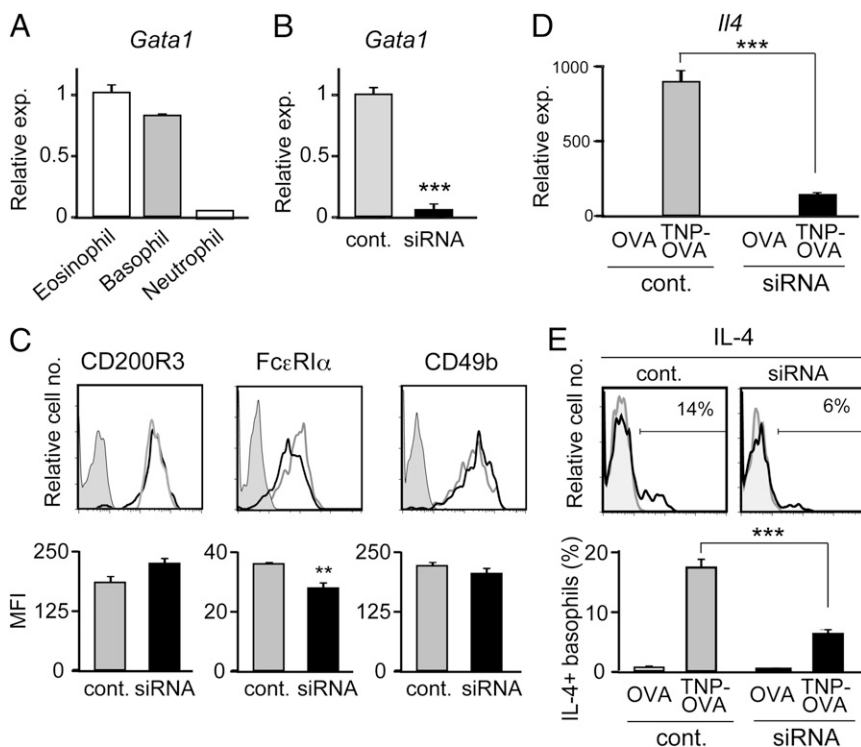 A
Gata1
Relative exp.
1
0.5
0
Eosinophil
Basophil
Neutrophil
B
Gata1
Relative exp.
1
0.5
0
***
cont. siRNA
D
Il4
***
Relative exp.
1000
500
0
OVA TNP-OVA OVA TNP-OVA
cont. siRNA
C
CD200R3
FcεRIα
CD49b
Relative cell no.
MFI
250
125
0
cont. siRNA
40
20
0
**
cont. siRNA
250
125
0
cont. siRNA
E
IL-4
cont. siRNA
Relative cell no.
14%
6%
***
IL-4+ basophils (%)
20
10
0
OVA TNP-OVA OVA TNP-OVA
cont. siRNA